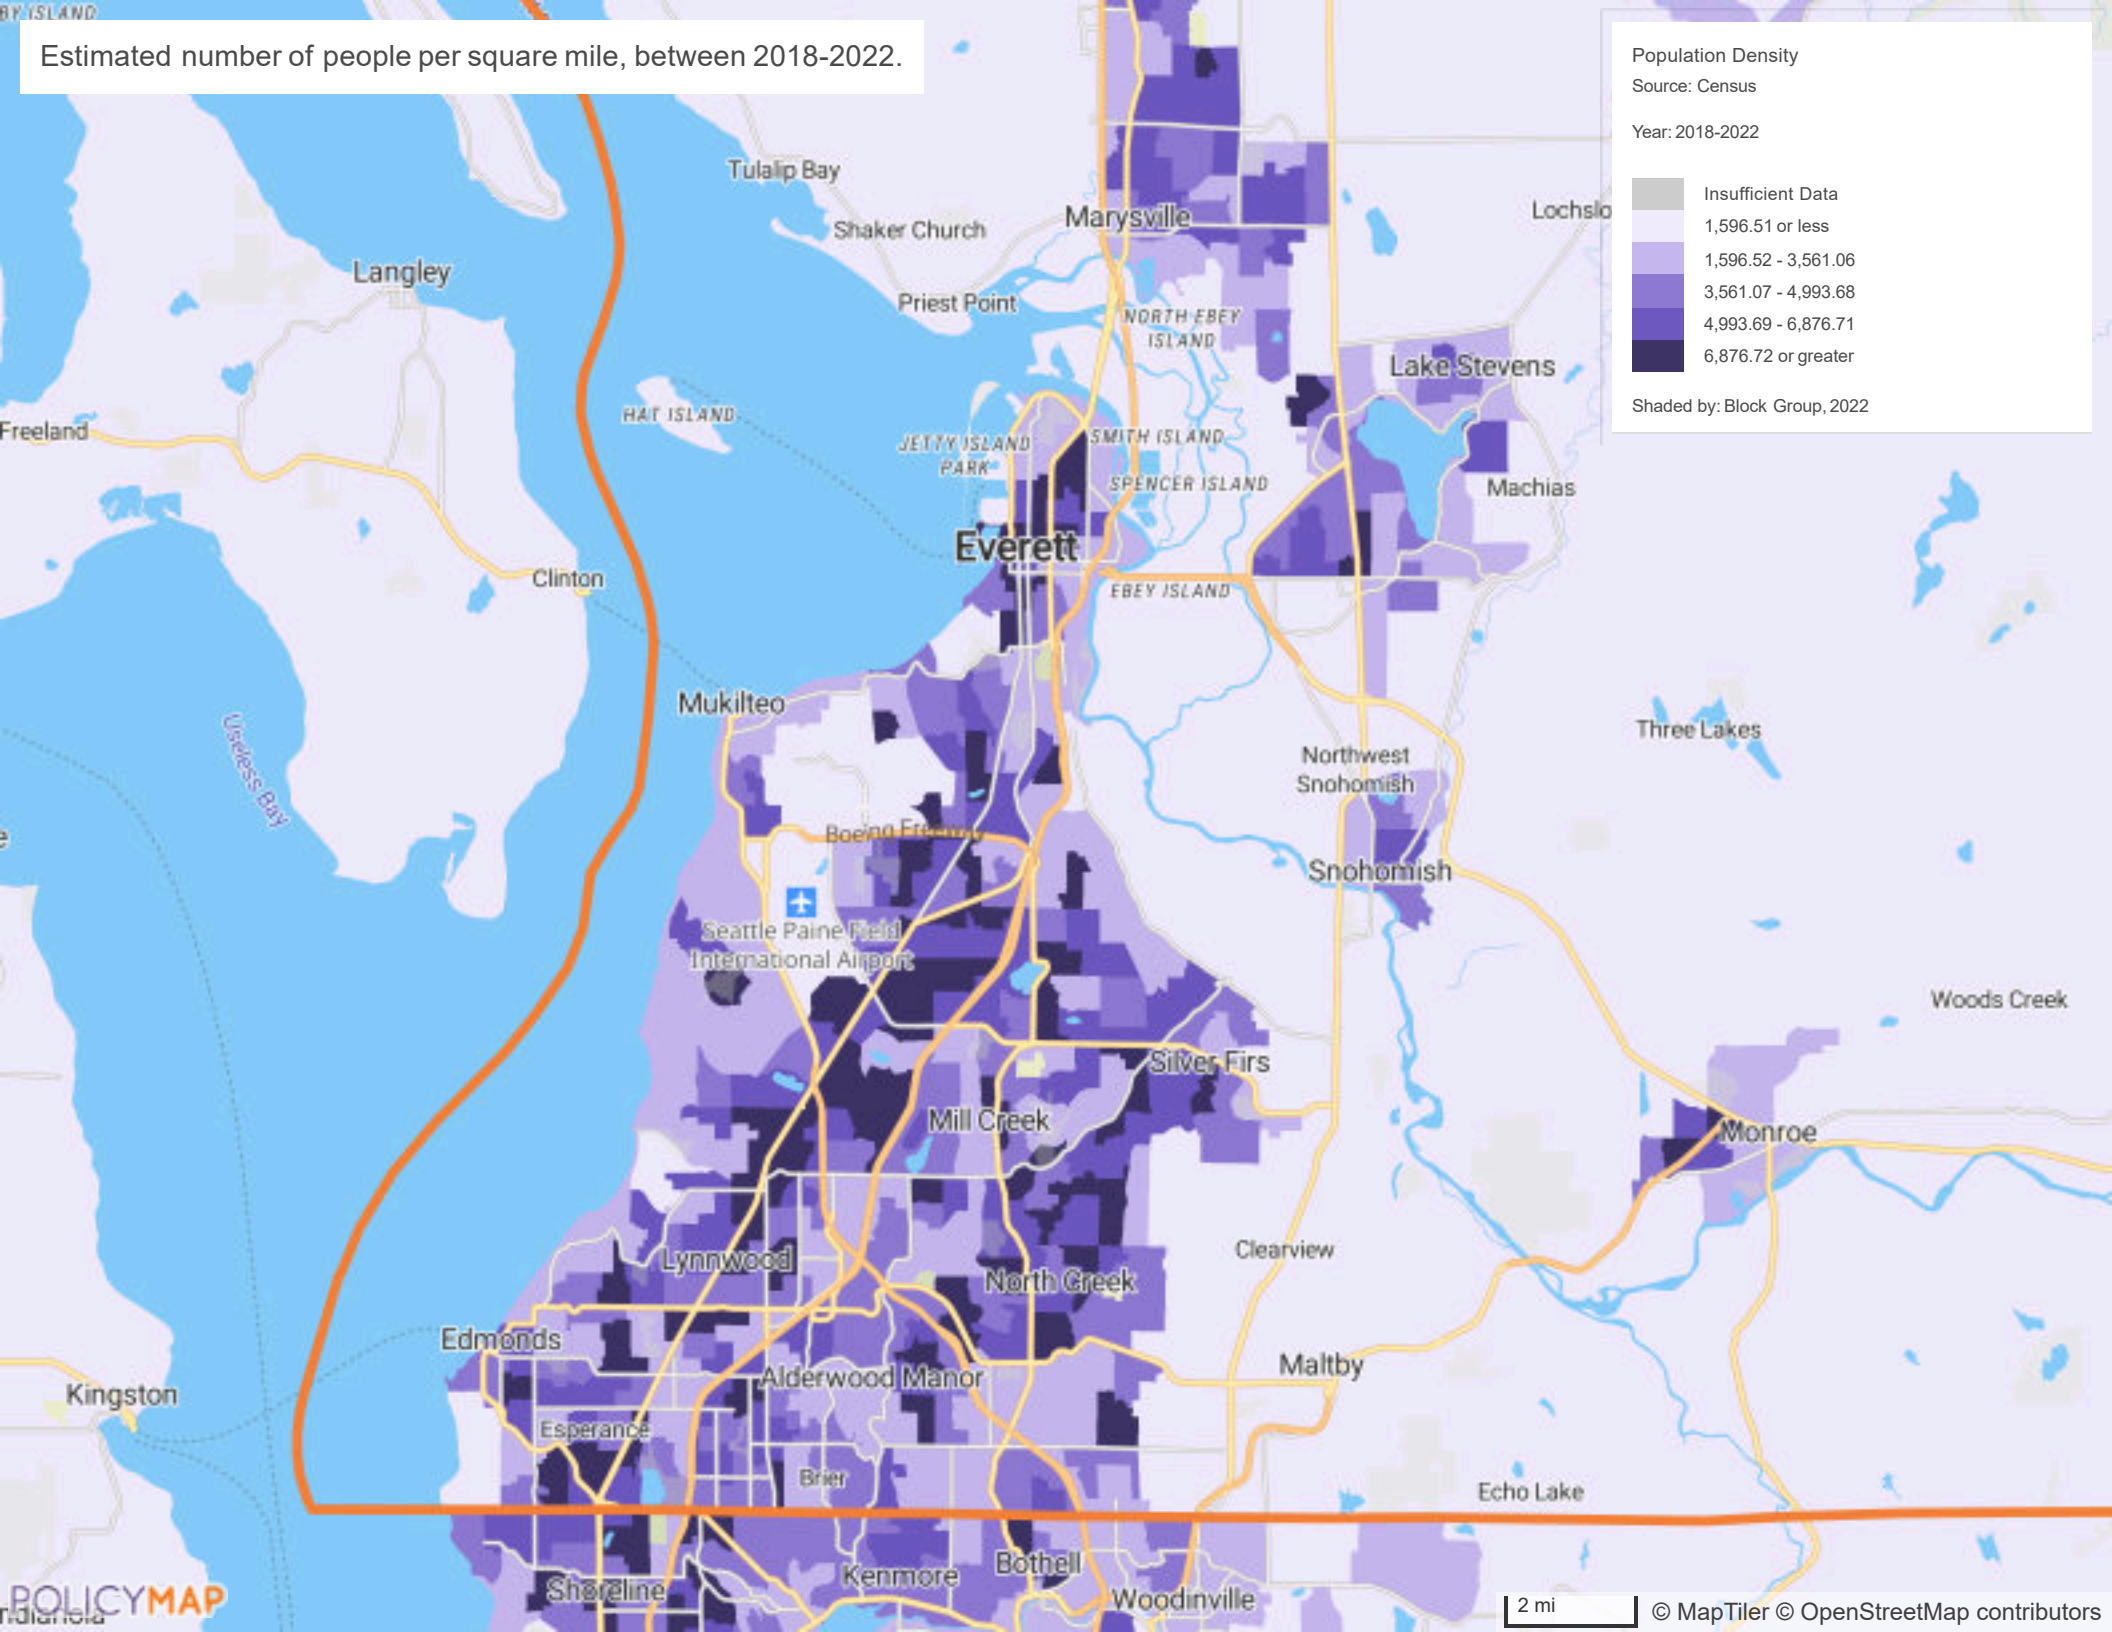 BY ISLAND
Estimated number of people per square mile, between 2018-2022.
Population Density
Source: Census
Year: 2018-2022
Insufficient Data
1,596.51 or less
1,596.52 - 3,561.06
3,561.07 - 4,993.68
4,993.69 - 6,876.71
6,876.72 or greater
Shaded by: Block Group, 2022
Tulalip Bay
Marysville
Lochslo
Shaker Church
Langley
Priest Point
NORTH EBEY
ISLAND
Lake Stevens
HAT ISLAND
Freeland
JETTY ISLAND
PARK
SMITH ISLAND
SPENCER ISLAND
Machias
Everett
Clinton
EBEY ISLAND
Mukilteo
Useless Bay
Three Lakes
Northwest
Snohomish
e
Boeing Freeway
Snohomish
Seattle Paine Field
International Airport
Woods Creek
Silver Firs
Mill Creek
Monroe
Lynnwood
Clearview
North Creek
Edmonds
Maltby
Alderwood Manor
Kingston
Esperance
Brier
Echo Lake
Bothell
Kenmore
Shoreline
Woodinville
POLICYMAP
ndianola
2 mi
© MapTiler © OpenStreetMap contributors